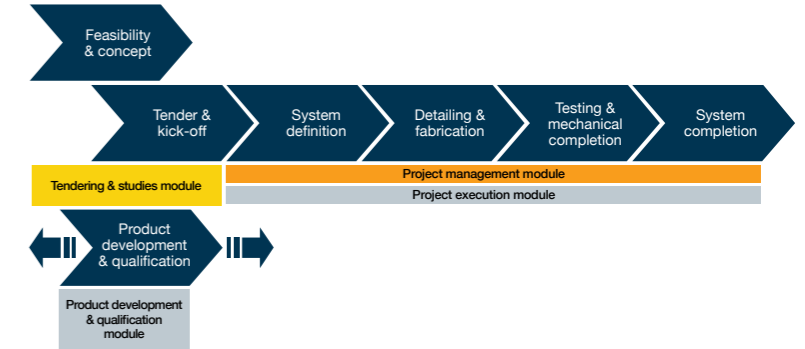 Feasibility
& concept
Tender &
kick-off
System
definition
Detailing &
fabrication
Testing &
mechanical
completion
System
completion
Tendering & studies module
Project management module
Project execution module
Product
development
& qualification
Product development
& qualification
module